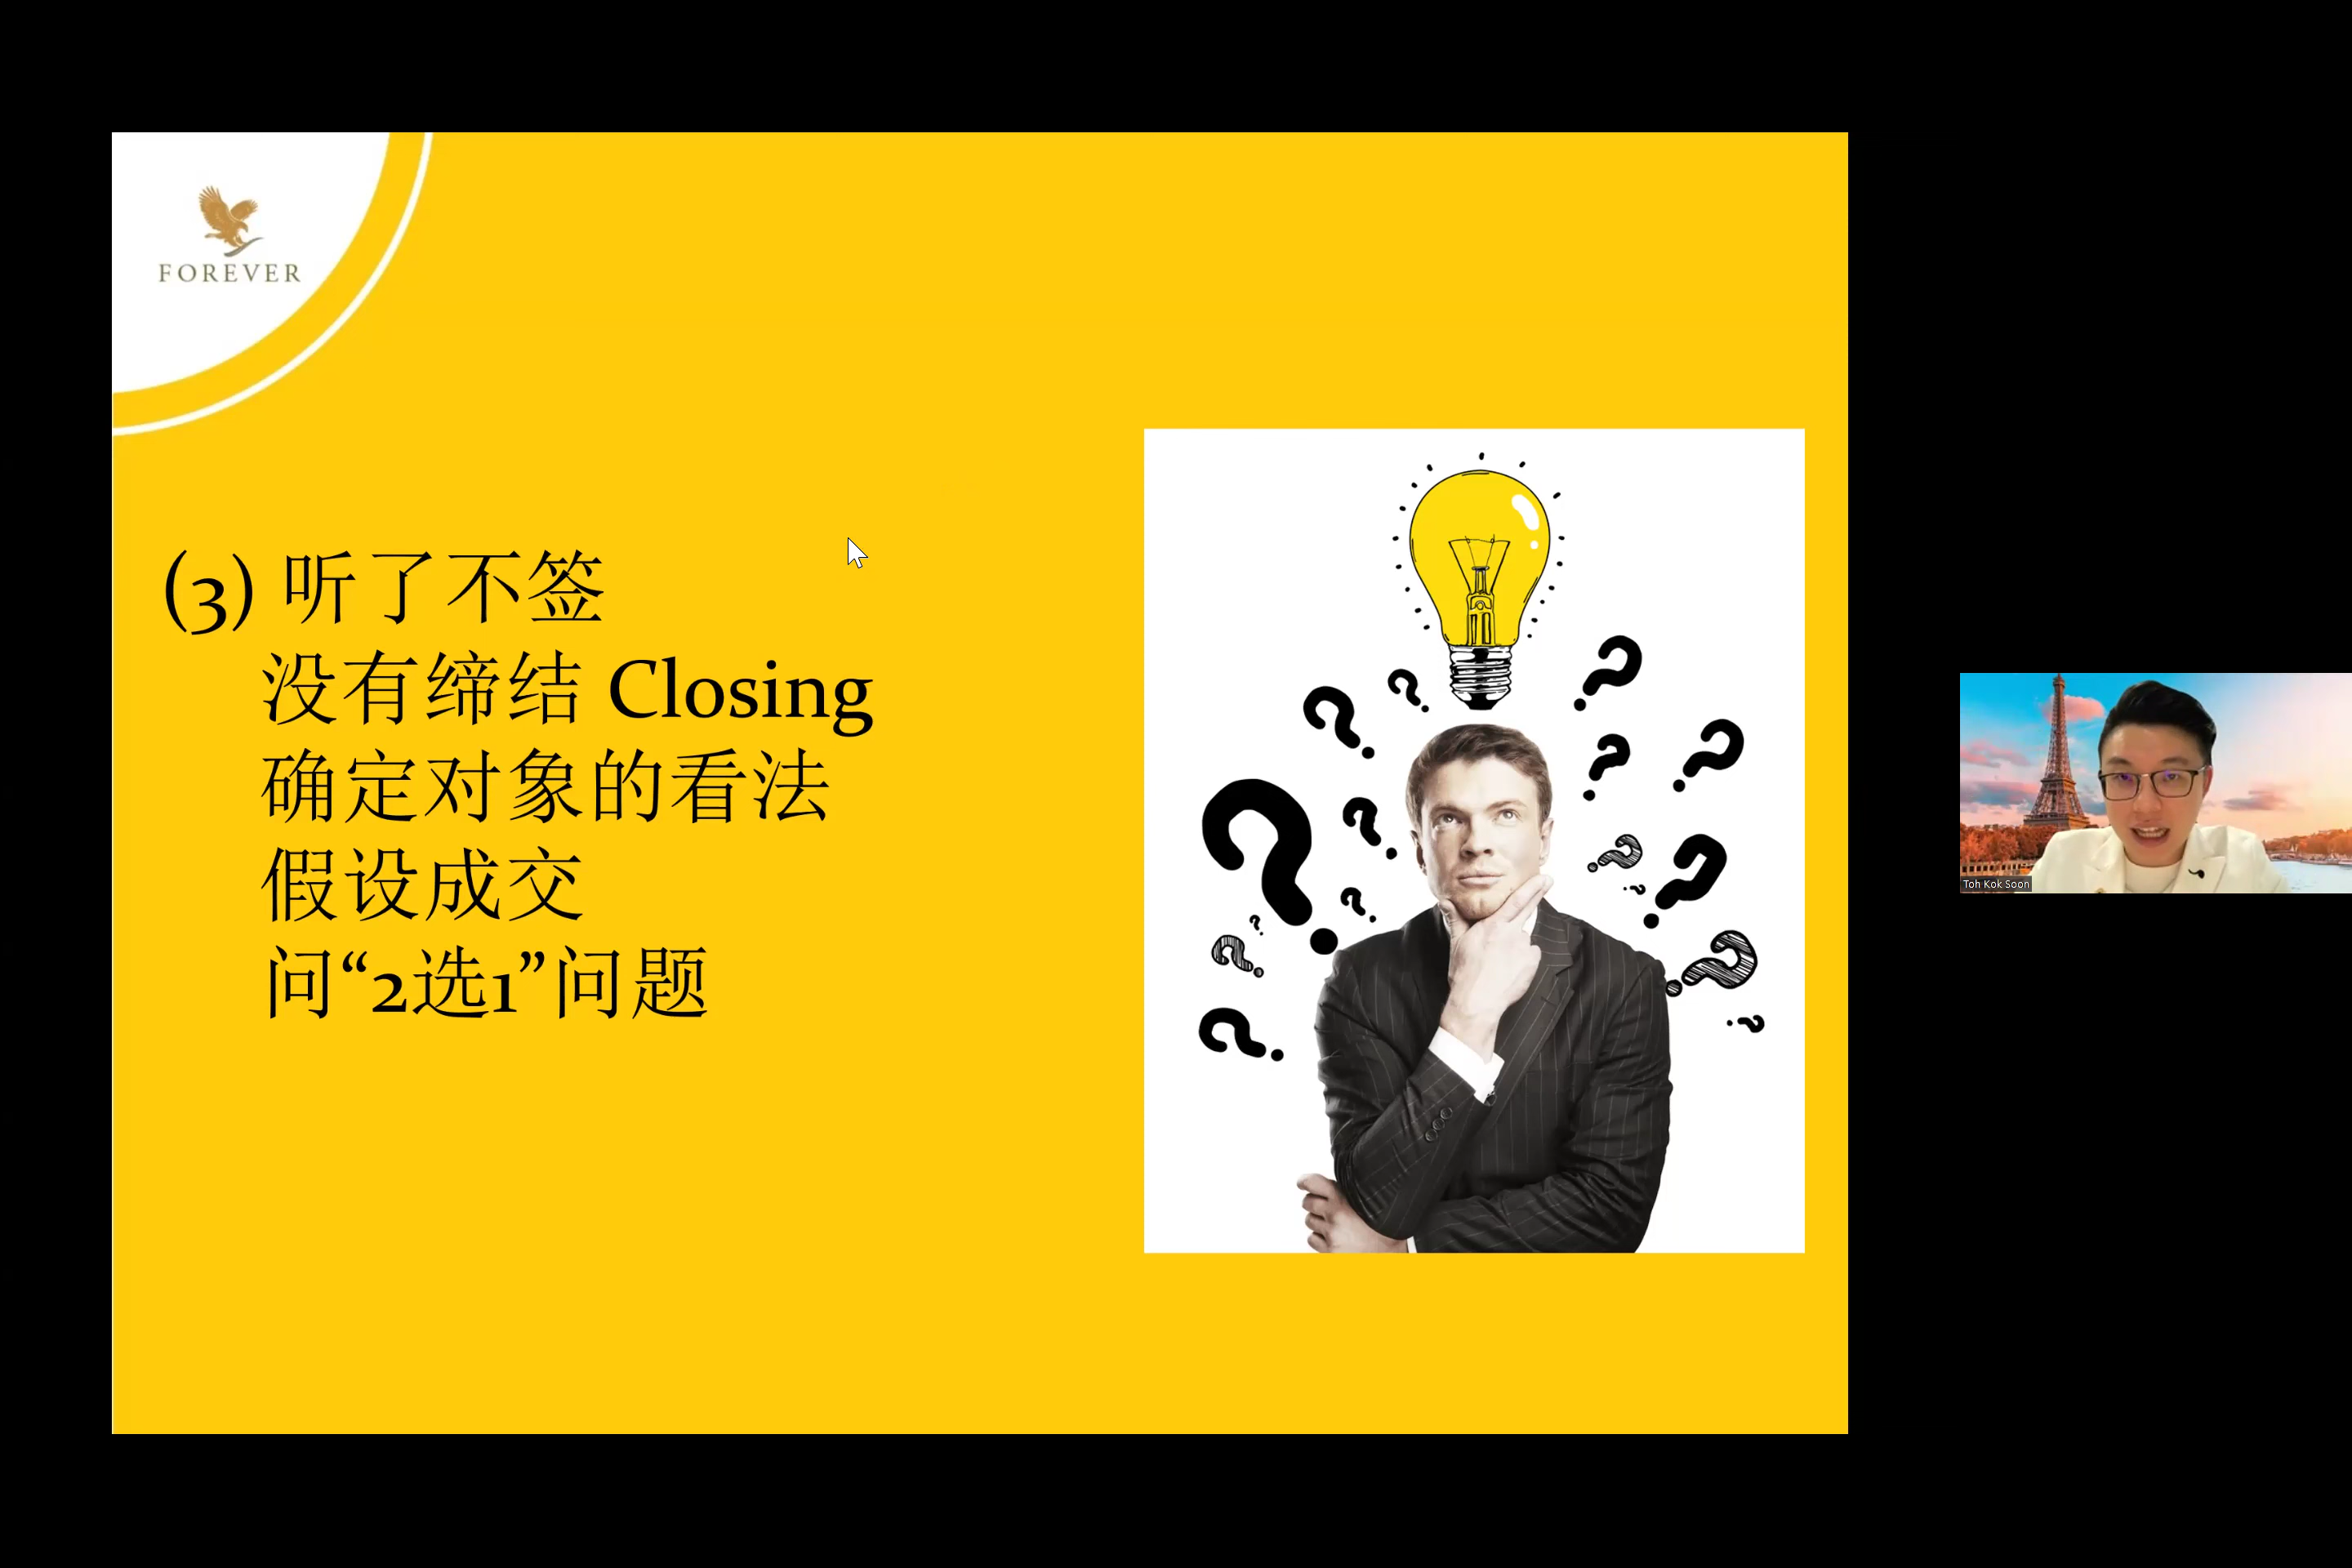 FOREVER
(3) 听了不签
没有缔结 Closing
确定对象的看法
假设成交
问“2选1”问题
Toh Kok Soon